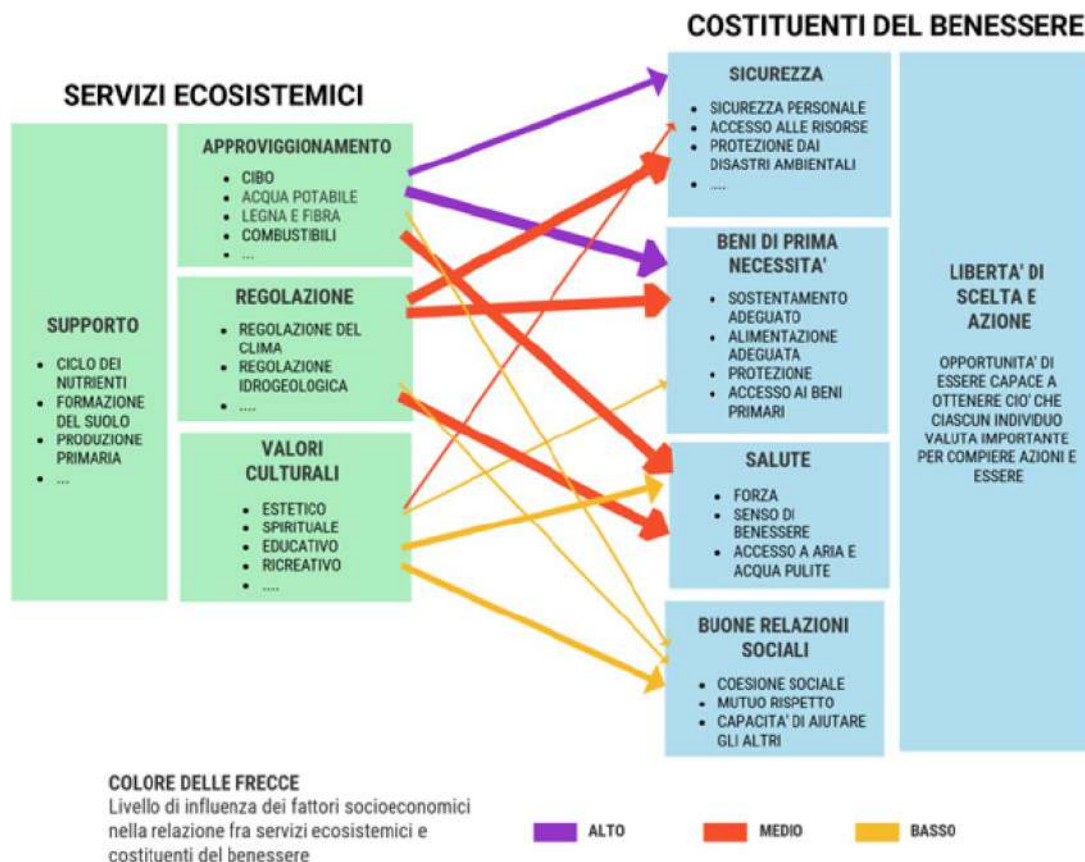 COSTITUENTI DEL BENESSERE
SERVIZI ECOSISTEMICI
SUPPORTO
• CICLO DEI
NUTRIENTI
• FORMAZIONE
DEL SUOLO
• PRODUZIONE
PRIMARIA
• ...
APPROVIGGIONAMENTO
• CIBO
• ACQUA POTABILE
• LEGNA E FIBRA
• COMBUSTIBILI
• ...
REGOLAZIONE
• REGOLAZIONE DEL
CLIMA
• REGOLAZIONE
IDROGEOLOGICA
• ....
VALORI
CULTURALI
• ESTETICO
• SPIRITUALE
• EDUCATIVO
• RICREATIVO
• ....
SICUREZZA
• SICUREZZA PERSONALE
• ACCESSO ALLE RISORSE
• PROTEZIONE DAI
DISASTRI AMBIENTALI
• .....
BENI DI PRIMA
NECESSITA'
• SOSTENTAMENTO
ADEGUATO
• ALIMENTAZIONE
ADEGUATA
• PROTEZIONE
• ACCESSO AI BENI
PRIMARI
SALUTE
• FORZA
• SENSO DI
BENESSERE
• ACCESSO A ARIA E
ACQUA PULITE
BUONE RELAZIONI
SOCIALI
• COESIONE SOCIALE
• MUTUO RISPETTO
• CAPACITA' DI AIUTARE
GLI ALTRI
LIBERTA' DI
SCELTA E
AZIONE
OPPORTUNITA' DI
ESSERE CAPACE A
OTTENERE CIO' CHE
CIASCUN INDIVIDUO
VALUTA IMPORTANTE
PER COMPIERE AZIONI E
ESSERE
COLORE DELLE FRECCE
Livello di influenza dei fattori socioeconomici
nella relazione fra servizi ecosistemici e
costituenti del benessere
ALTO
MEDIO
BASSO